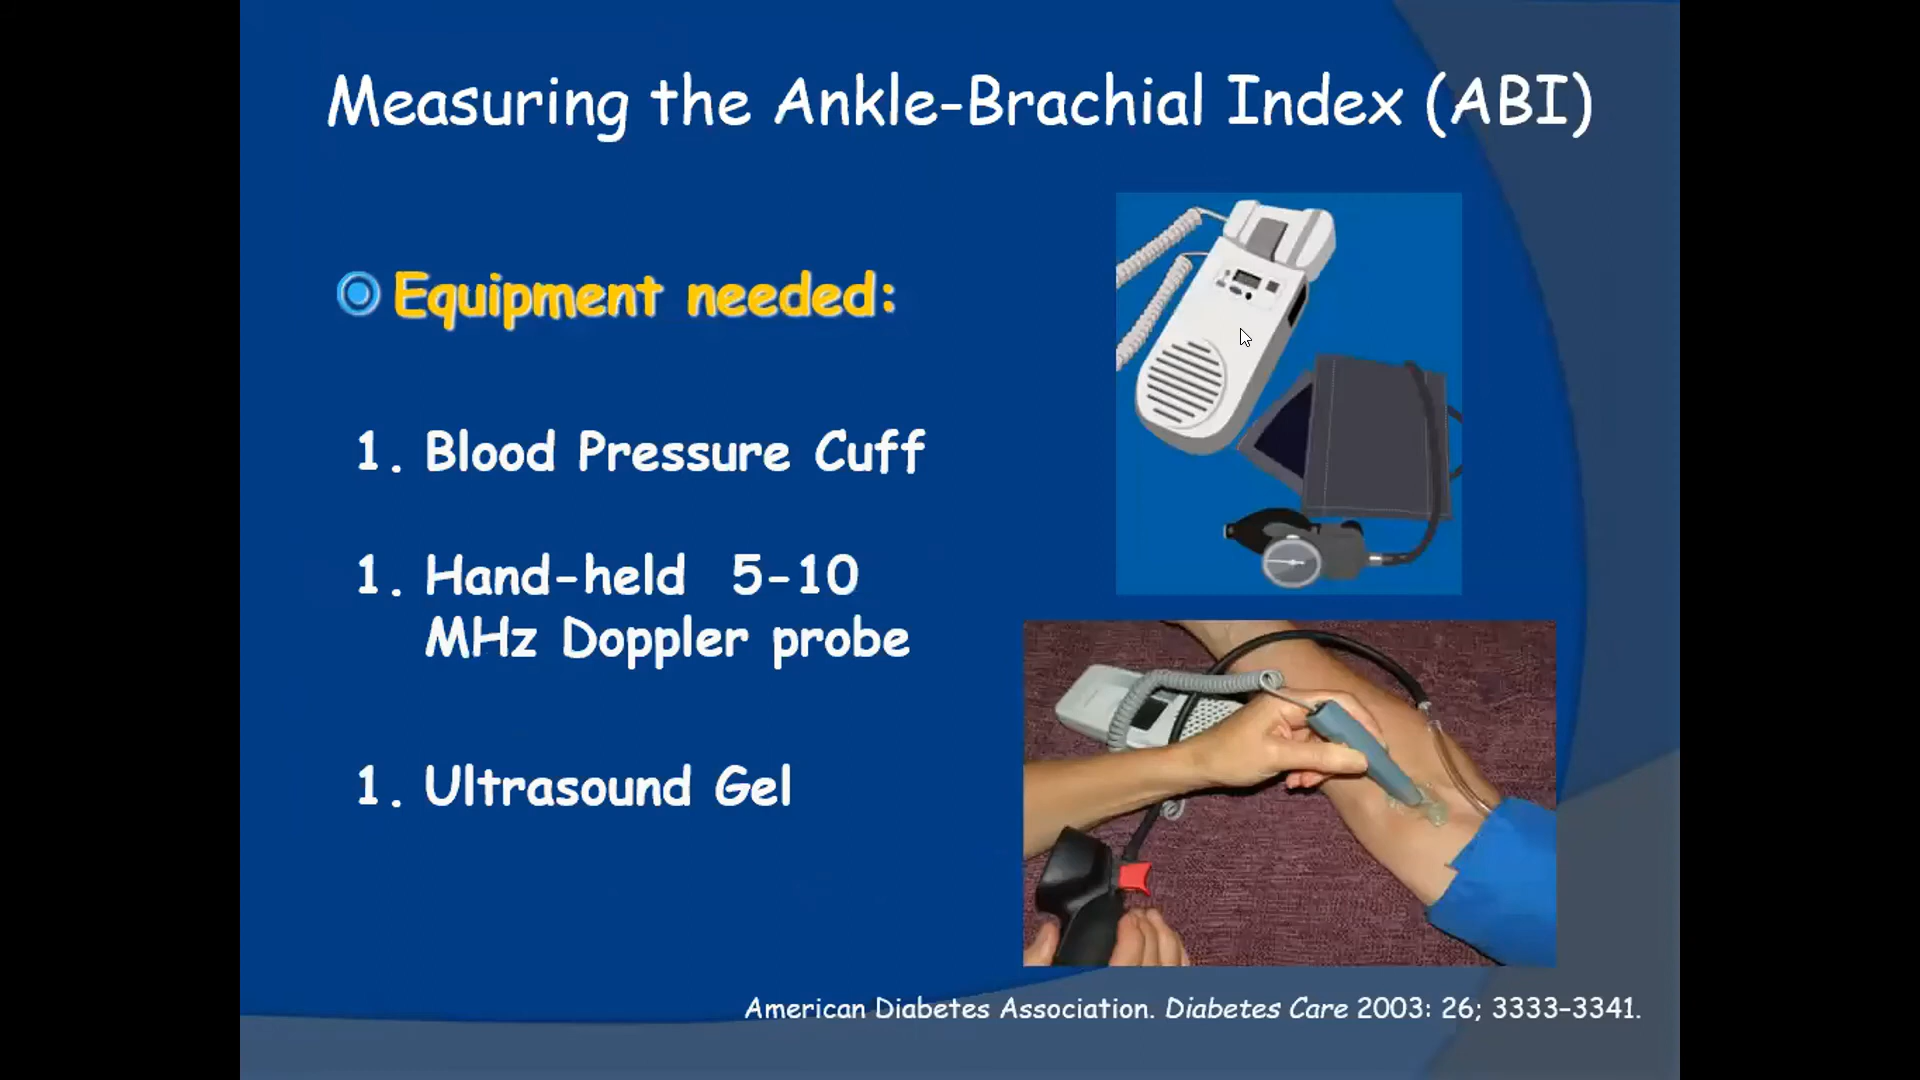 Measuring the Ankle-Brachial Index (ABI)
Equipment needed:
1. Blood Pressure Cuff
1. Hand-held 5-10
MHz Doppler probe
1. Ultrasound Gel
American Diabetes Association. Diabetes Care 2003: 26; 3333–3341.